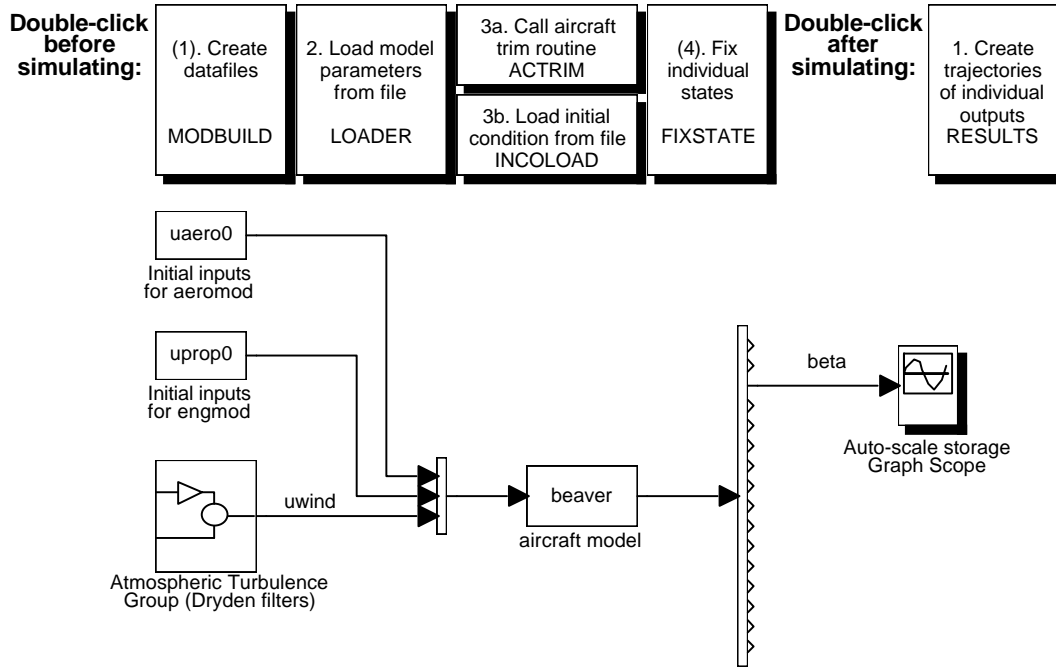 Double-click
before
simulating:
(1). Create
datafiles
MODBUILD
2. Load model
parameters
from file
LOADER
3a. Call aircraft
trim routine
ACTRIM
3b. Load initial
condition from file
INCOLOAD
(4). Fix
individual
states
FIXSTATE
Double-click
after
simulating:
1. Create
trajectories
of individual
outputs
RESULTS
uaero0
Initial inputs
for aeromod
uprop0
Initial inputs
for engmod
uwind
Atmospheric Turbulence
Group (Dryden filters)
beaver
aircraft model
beta
Auto-scale storage
Graph Scope